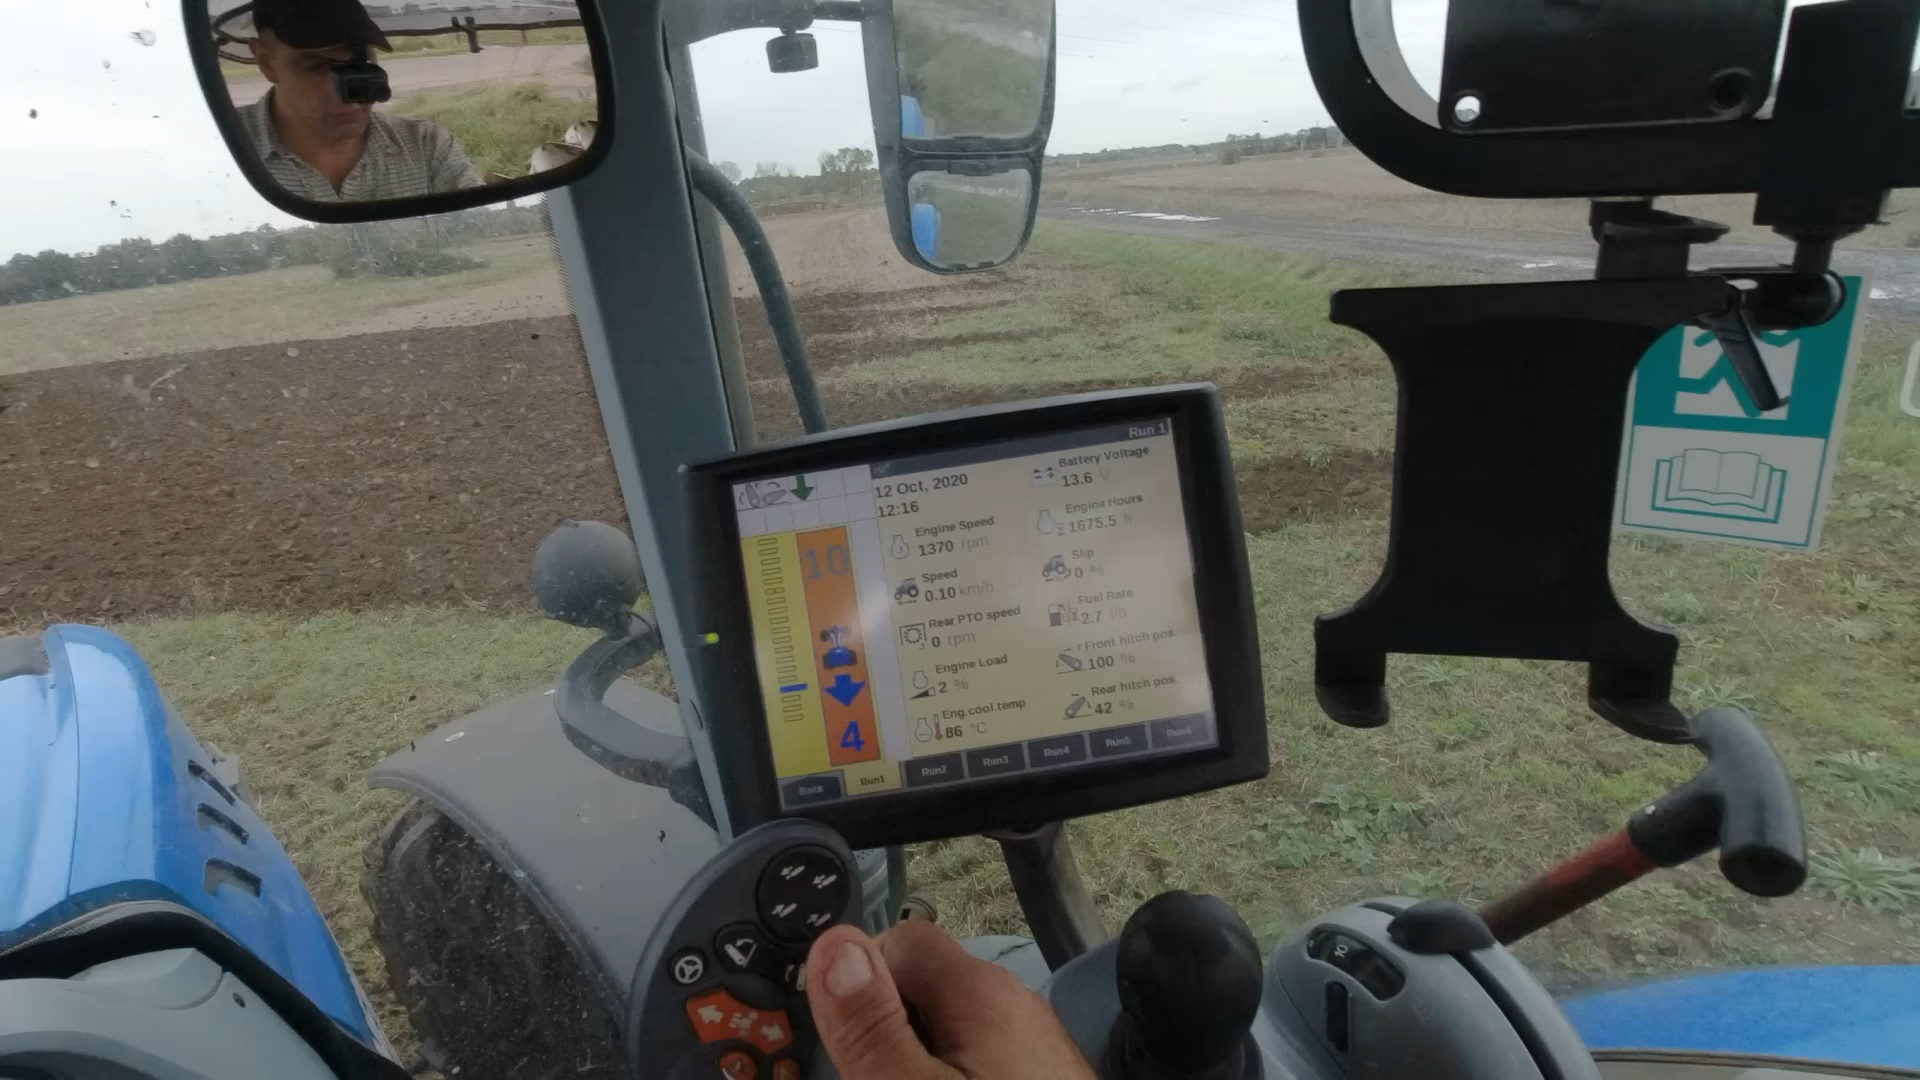 Run 1
12 Oct, 2020
12:16
Battery Voltage
13.6 V
Engine Speed
1370 rpm
Engine Hours
1675.5 h
Speed
0.10 km/h
Slip
0 %
Rear PTO speed
0 rpm
Fuel Rate
2.7 l/h
Engine Load
2 %
Front hitch pos.
100 %
Eng.cool.temp
86 °C
Rear hitch pos.
42 %
10
4
Back
Run1
Run2
Run3
Run4
Run5
Run6
10